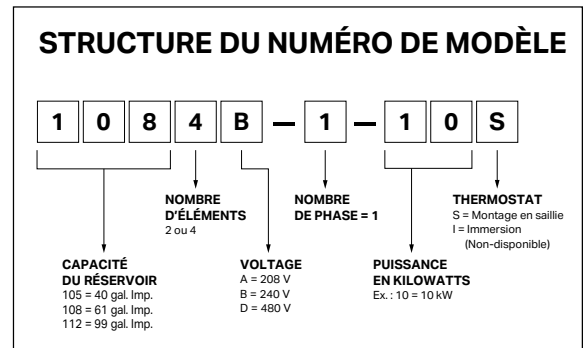 STRUCTURE DU NUMÉRO DE MODÈLE
1 0 8 4 B — 1 — 1 0 S
NOMBRE
D'ÉLÉMENTS
2 ou 4
NOMBRE
DE PHASE = 1
THERMOSTAT
S = Montage en saillie
I = Immersion
(Non-disponible)
CAPACITÉ
DU RÉSERVOIR
105 = 40 gal. Imp.
108 = 61 gal. Imp.
112 = 99 gal. Imp.
VOLTAGE
A = 208 V
B = 240 V
D = 480 V
PUISSANCE
EN KILOWATTS
Ex. : 10 = 10 kW